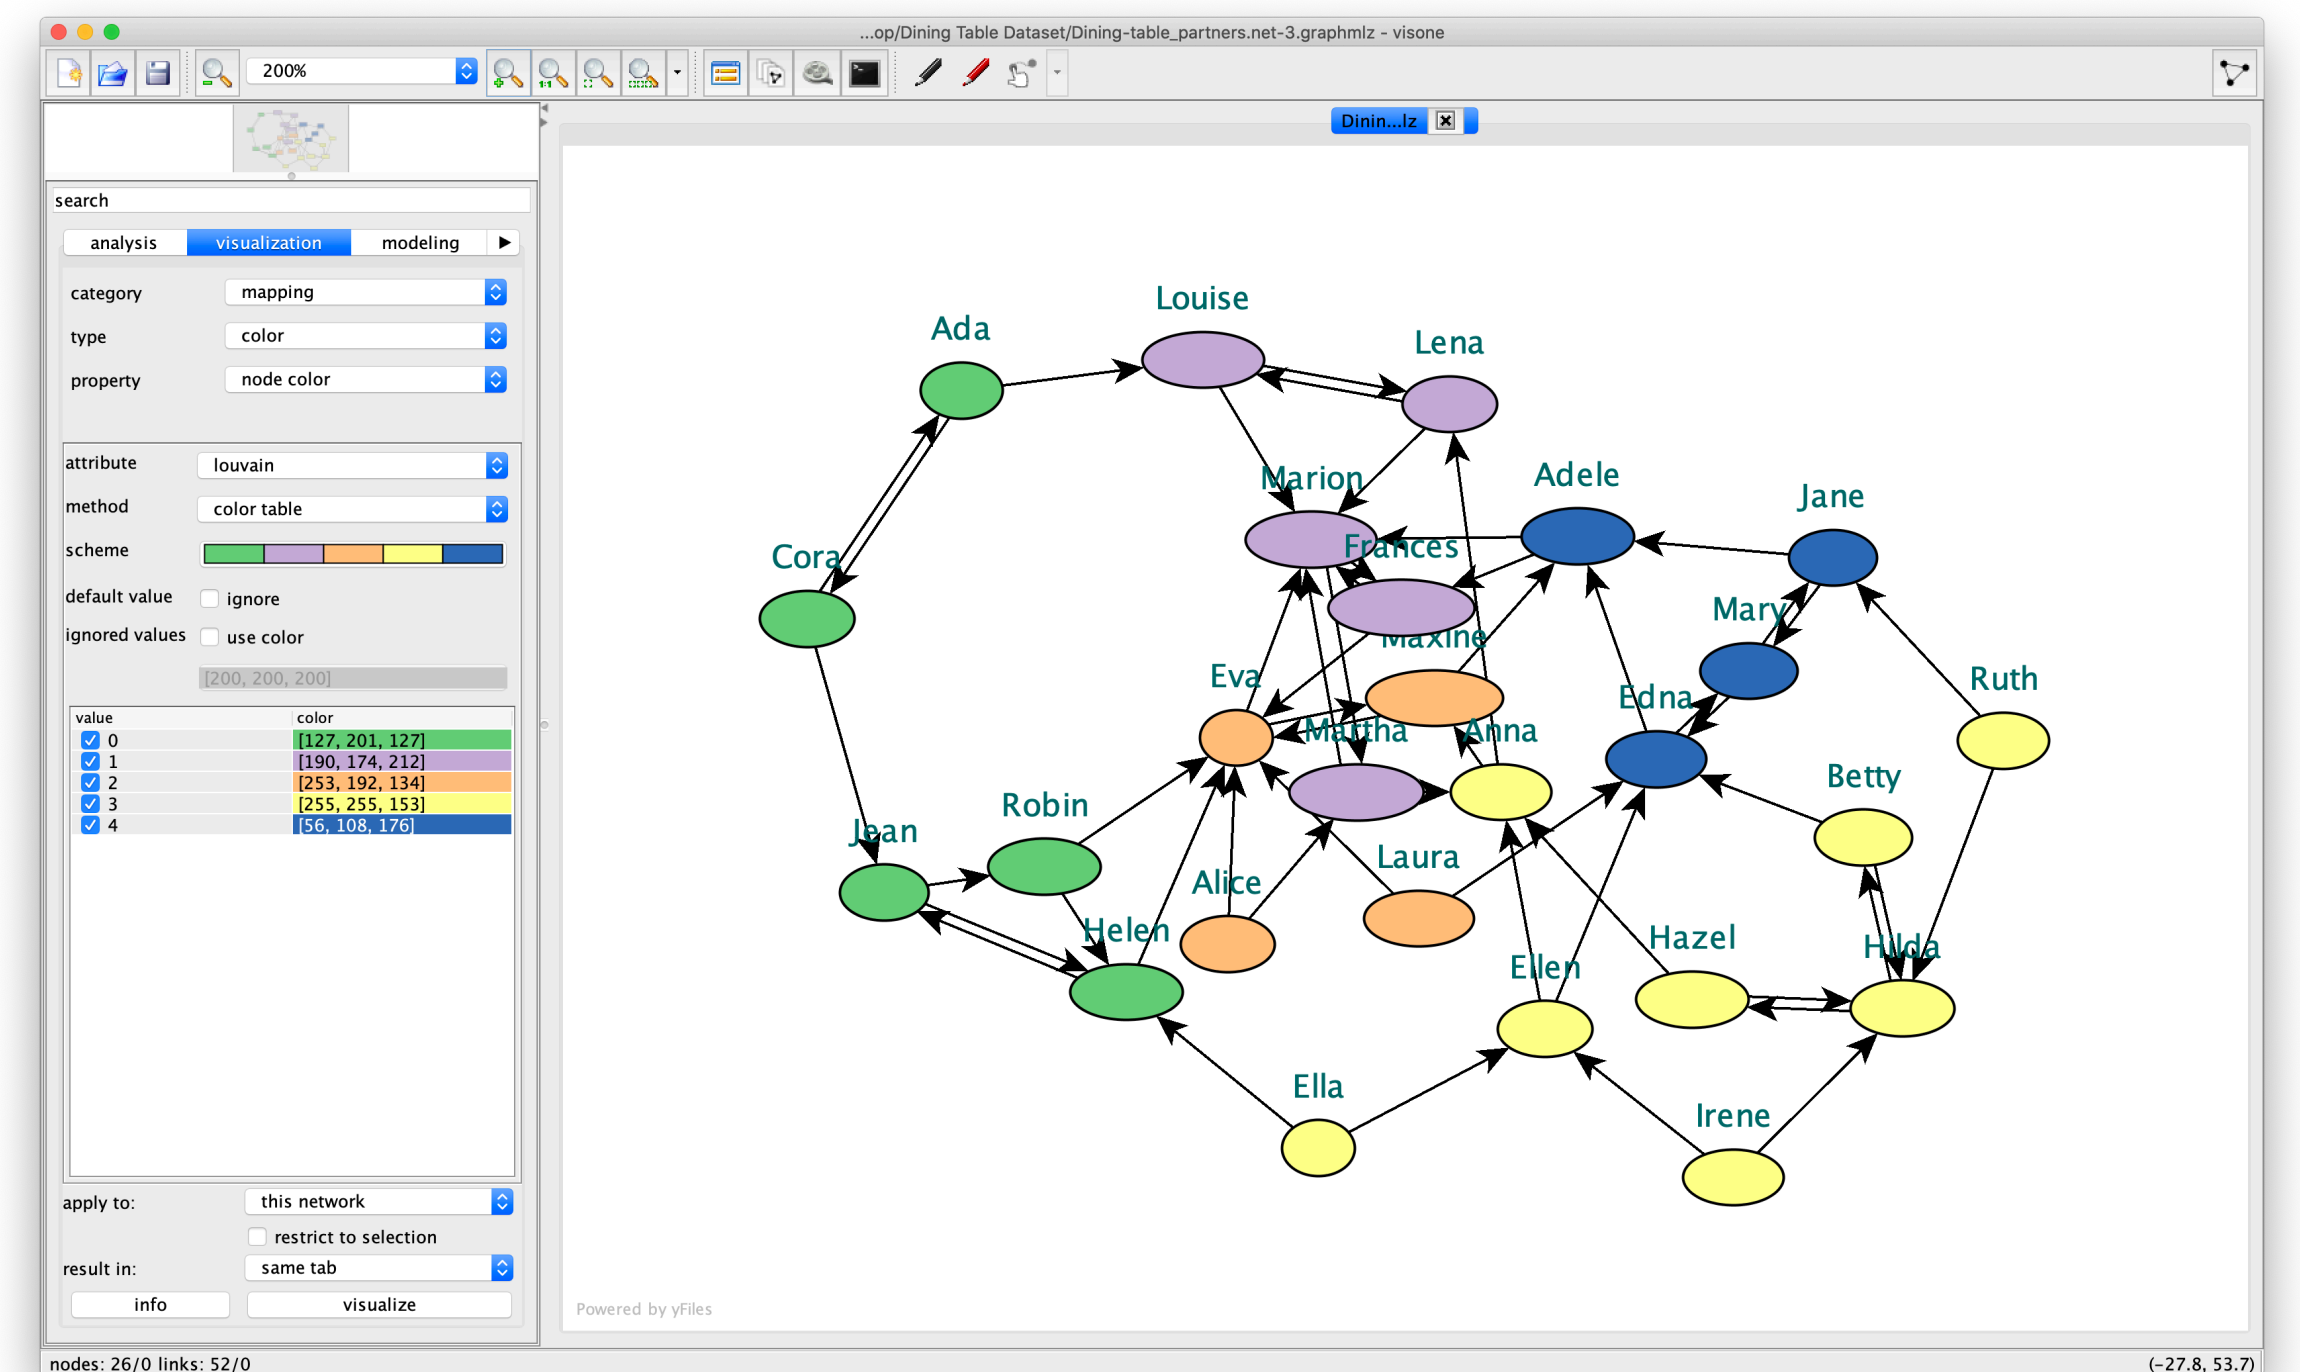 ...op/Dining Table Dataset/Dining-table_partners.net-3.graphmlz - visone
200%
1:1
Dinin...lz
search
analysis visualization modeling
category mapping
type color
property node color
attribute louvain
method color table
scheme
default value ignore
ignored values use color
[200, 200, 200]
value color
0 [127, 201, 127]
1 [190, 174, 212]
2 [253, 192, 134]
3 [255, 255, 153]
4 [56, 108, 176]
apply to: this network
restrict to selection
result in: same tab
info visualize
Louise
Ada
Lena
Marion
Adele
Jane
Frances
Cora
Mary
Maxine
Eva
Ruth
Edna
Martha
Anna
Betty
Robin
Jean
Laura
Alice
Helen
Hazel
Hilda
Ellen
Ella
Irene
Powered by yFiles
nodes: 26/0 links: 52/0
(-27.8, 53.7)